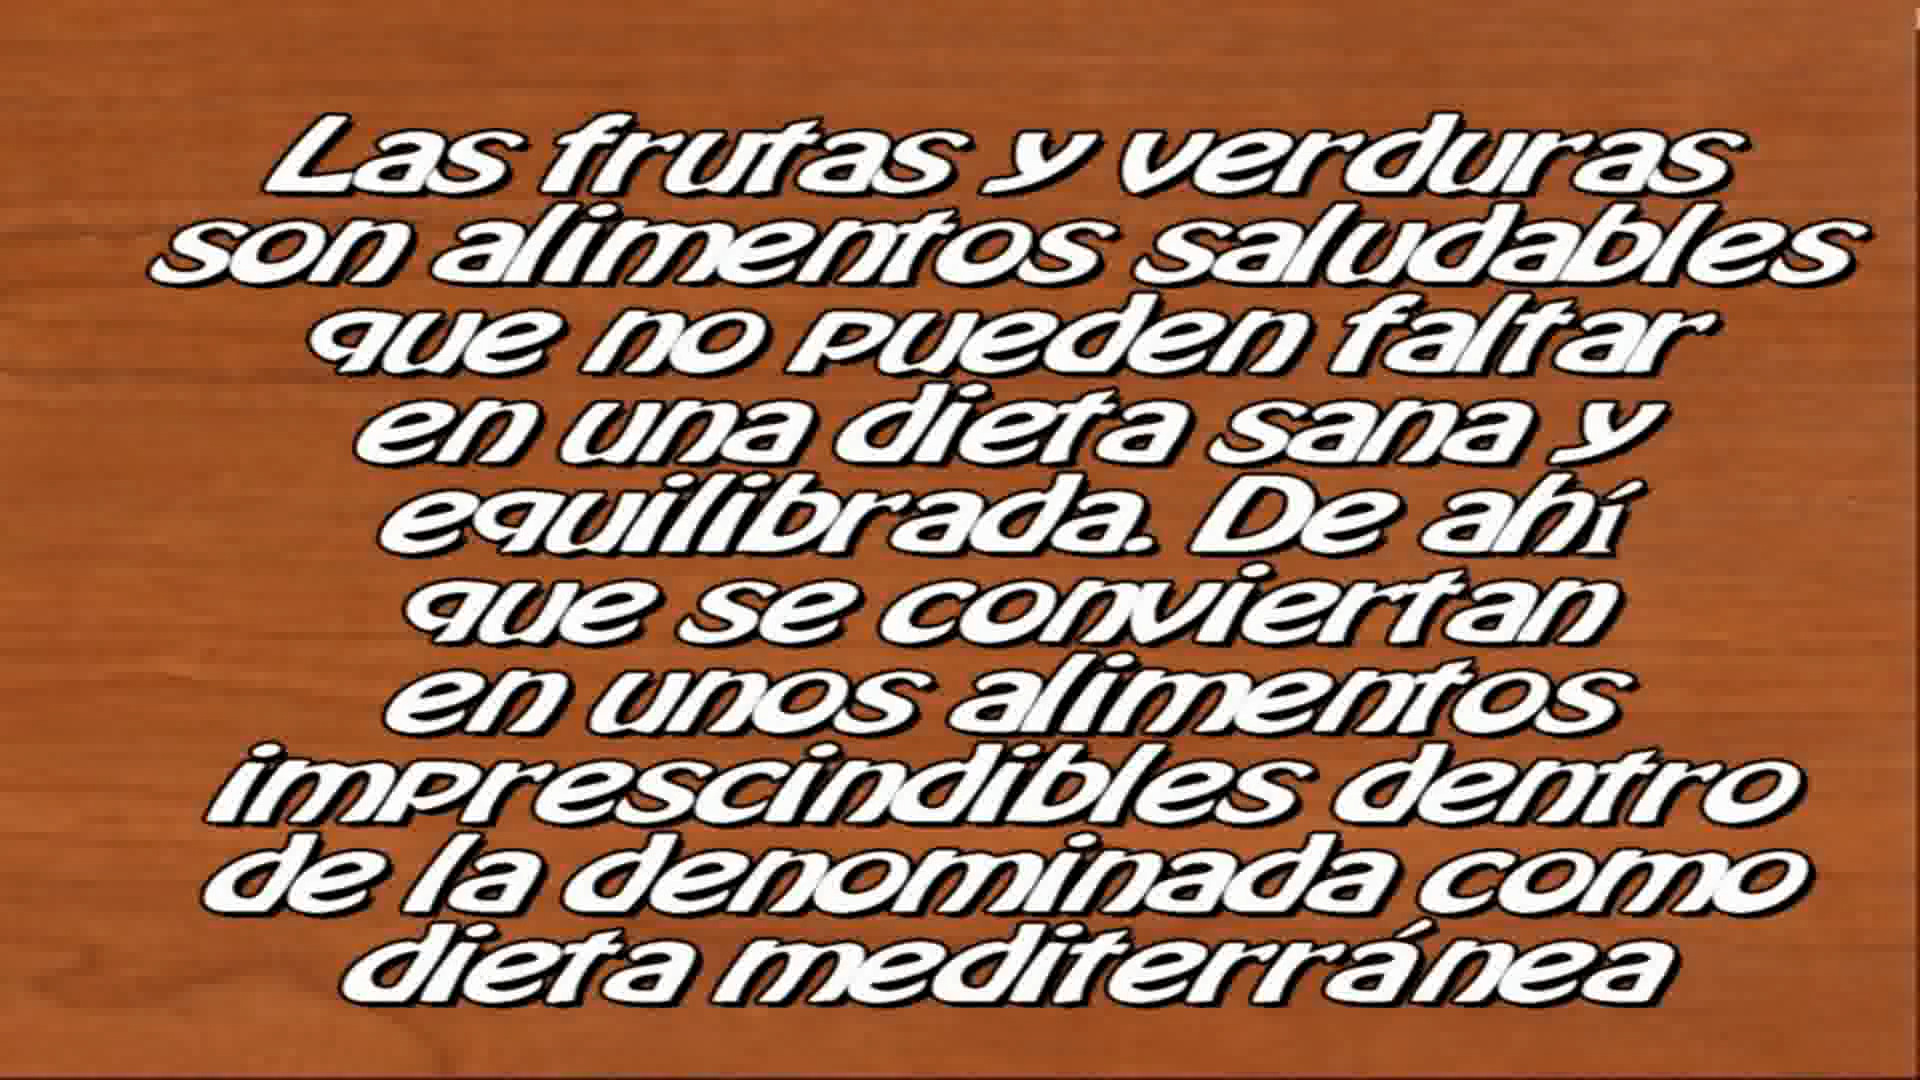 Las frutas y verduras
son alimentos saludables
que no pueden faltar
en una dieta sana y
equilibrada. De ahí
que se conviertan
en unos alimentos
imprescindibles dentro
de la denominada como
dieta mediterránea